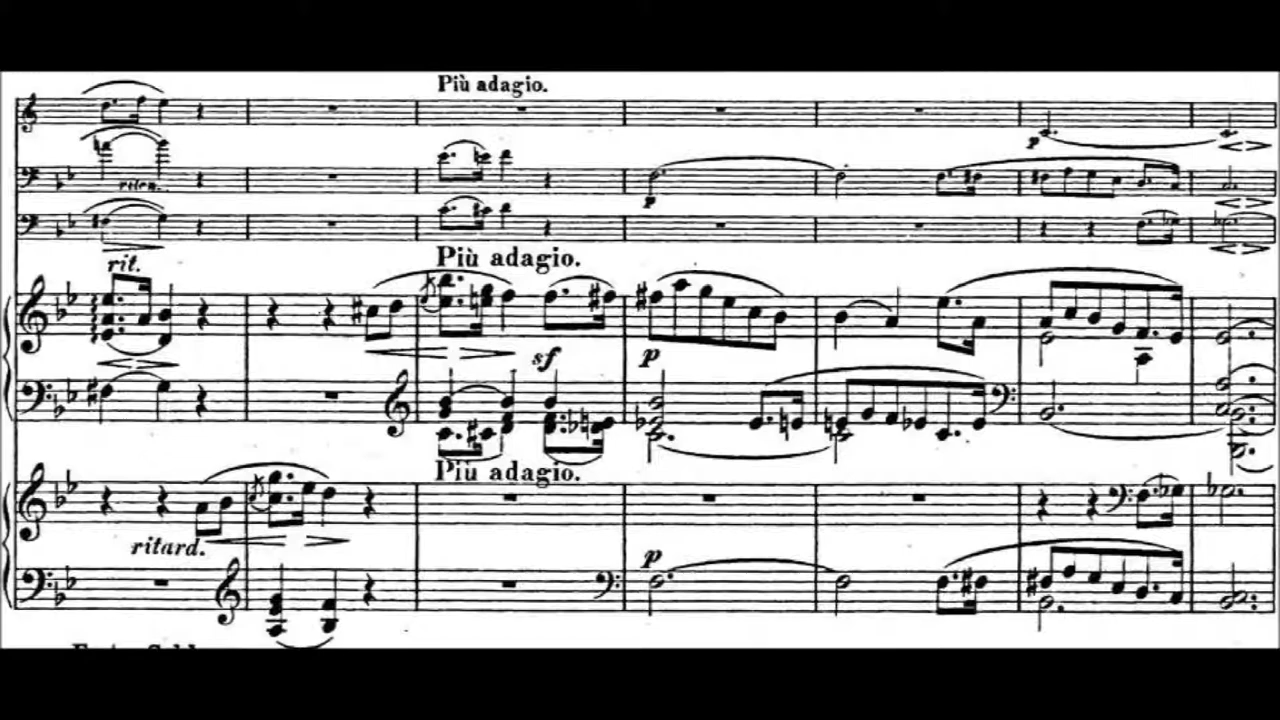 Più adagio.
riten.
p
p
rit.
Più adagio.
sf
p
Più adagio.
ritard.
p